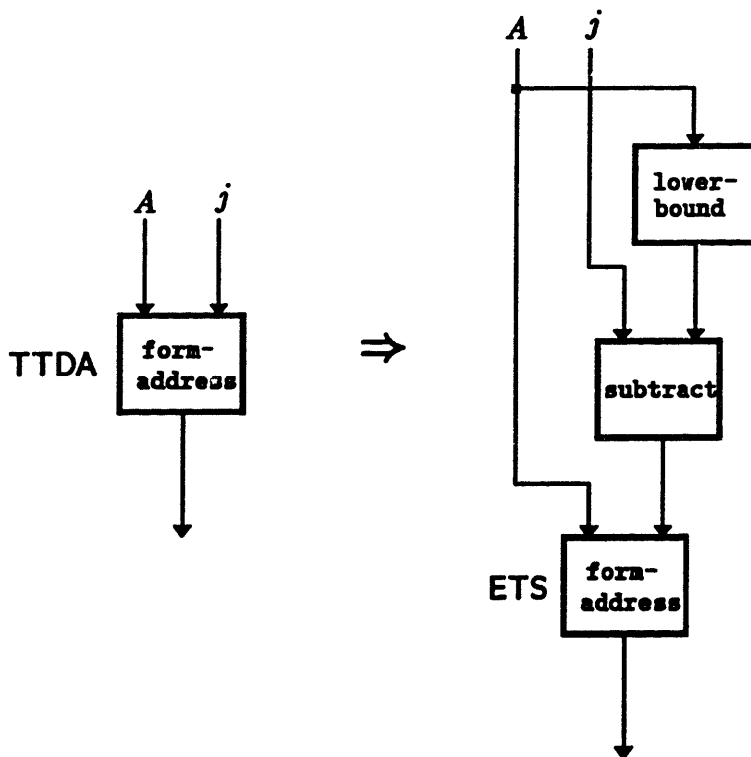 A j
TTDA
form-
address
⇒
A j
lower-
bound
subtract
ETS
form-
address